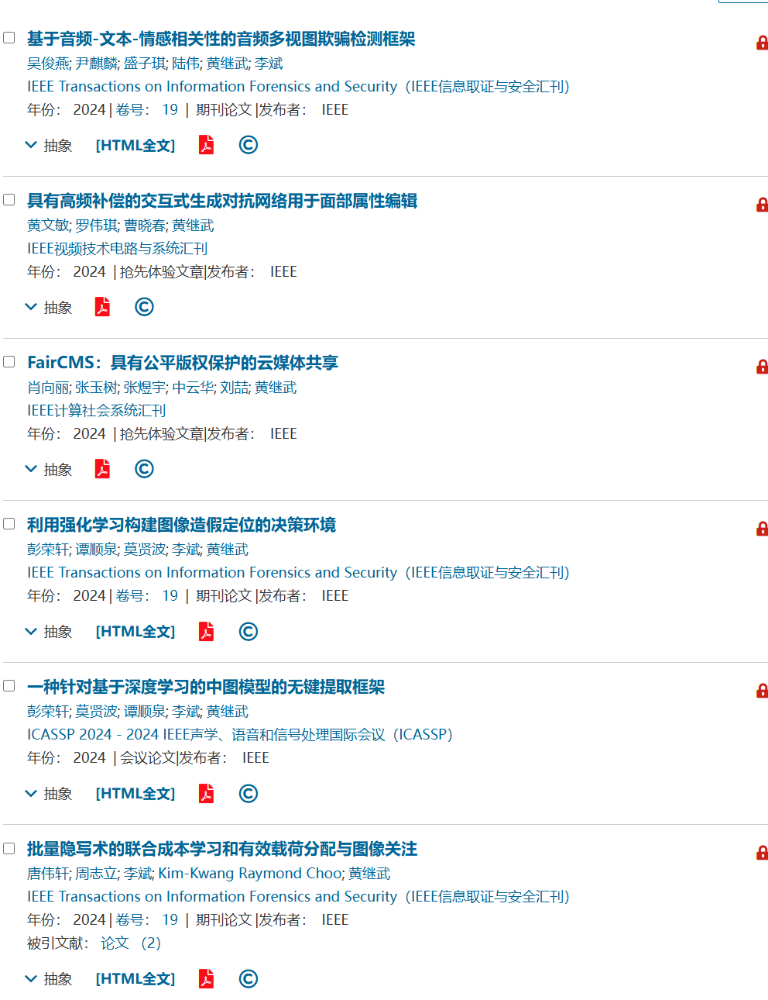 基于音频-文本-情感相关性的音频多视图欺骗检测框架
吴俊燕; 尹麒麟; 盛子琪; 陆伟; 黄继武; 李斌
IEEE Transactions on Information Forensics and Security（IEEE信息取证与安全汇刊）
年份： 2024 | 卷号： 19 | 期刊论文 |发布者： IEEE
抽象 [HTML全文] ©
具有高频补偿的交互式生成对抗网络用于面部属性编辑
黄文敏; 罗伟琪; 曹晓春; 黄继武
IEEE视频技术电路与系统汇刊
年份： 2024 | 抢先体验文章|发布者： IEEE
抽象 ©
FairCMS：具有公平版权保护的云媒体共享
肖向丽; 张玉树; 张煜宇; 中云华; 刘喆; 黄继武
IEEE计算社会系统汇刊
年份： 2024 | 抢先体验文章|发布者： IEEE
抽象 ©
利用强化学习构建图像造假定位的决策环境
彭荣轩; 谭顺泉; 莫贤波; 李斌; 黄继武
IEEE Transactions on Information Forensics and Security（IEEE信息取证与安全汇刊）
年份： 2024 | 卷号： 19 | 期刊论文 |发布者： IEEE
抽象 [HTML全文] ©
一种针对基于深度学习的中图模型的无键提取框架
彭荣轩; 莫贤波; 谭顺泉; 李斌; 黄继武
ICASSP 2024 - 2024 IEEE声学、语音和信号处理国际会议（ICASSP）
年份： 2024 | 会议论文|发布者： IEEE
抽象 [HTML全文] ©
批量隐写术的联合成本学习和有效载荷分配与图像关注
唐伟轩; 周志立; 李斌; Kim-Kwang Raymond Choo; 黄继武
IEEE Transactions on Information Forensics and Security（IEEE信息取证与安全汇刊）
年份： 2024 | 卷号： 19 | 期刊论文 |发布者： IEEE
被引文献： 论文 （2）
抽象 [HTML全文] ©